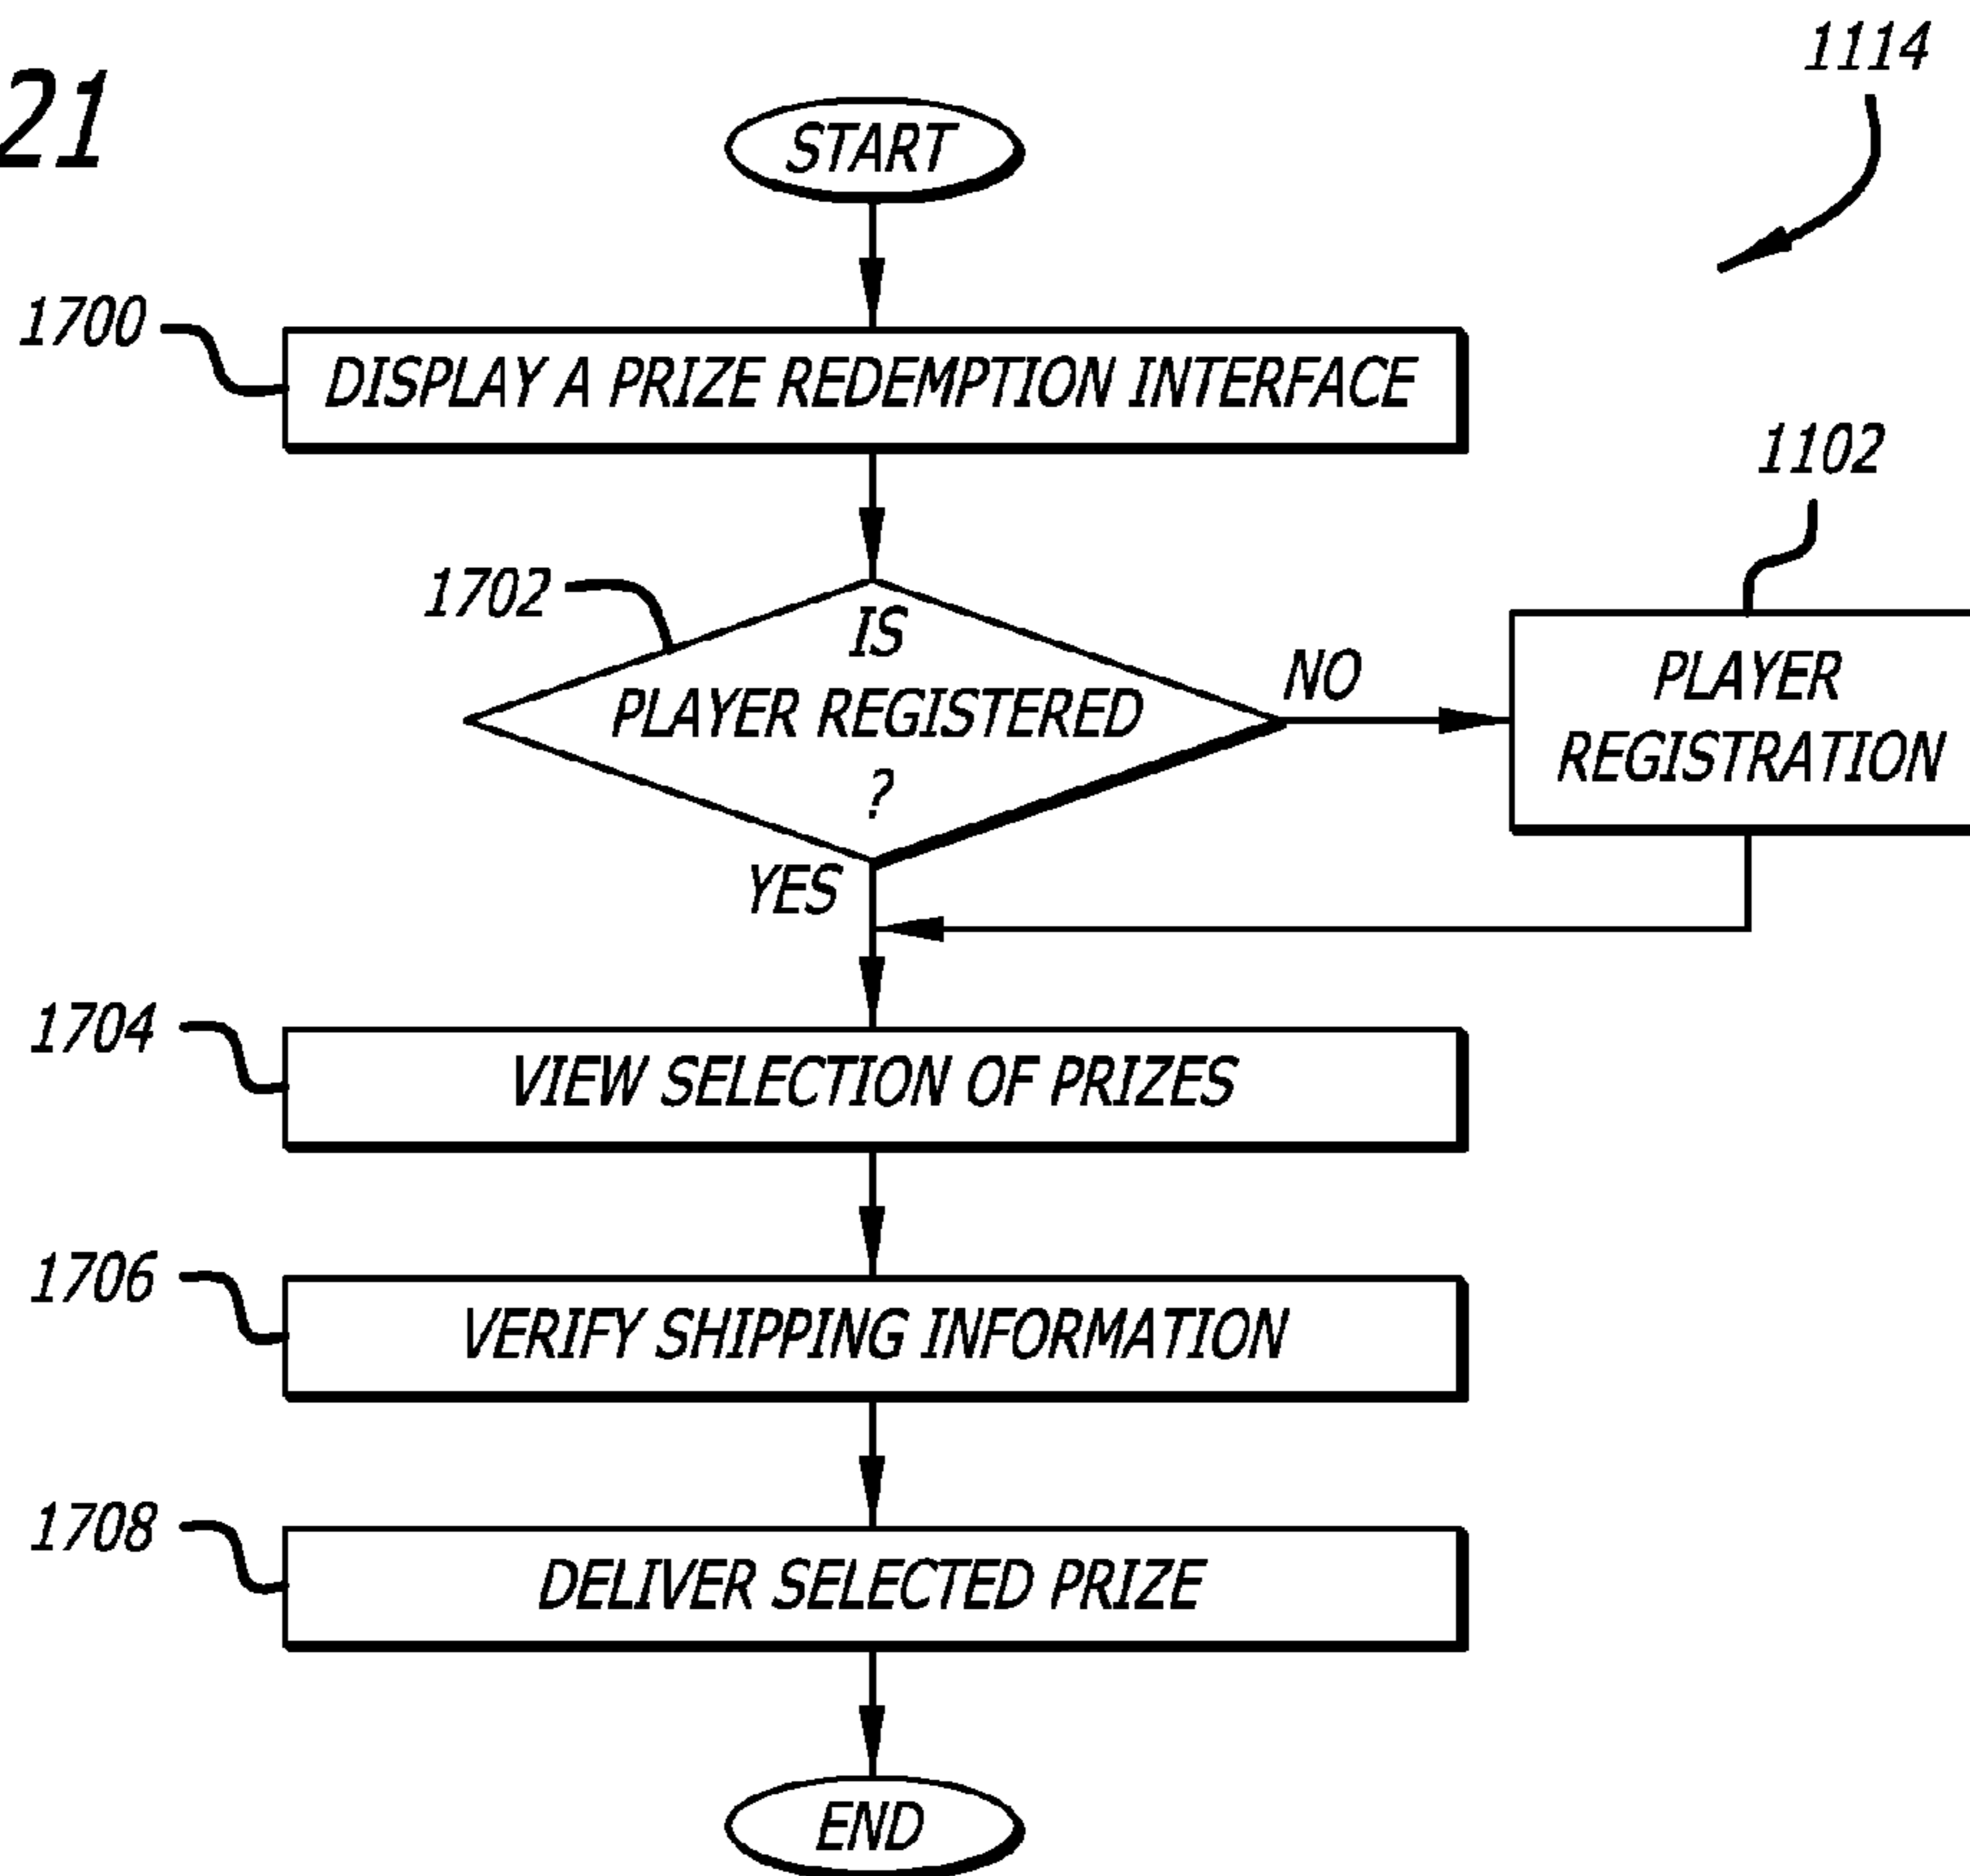 21
1114
START
1700
DISPLAY A PRIZE REDEMPTION INTERFACE
1102
1702
IS
PLAYER REGISTERED
?
NO
PLAYER
REGISTRATION
YES
1704
VIEW SELECTION OF PRIZES
1706
VERIFY SHIPPING INFORMATION
1708
DELIVER SELECTED PRIZE
END